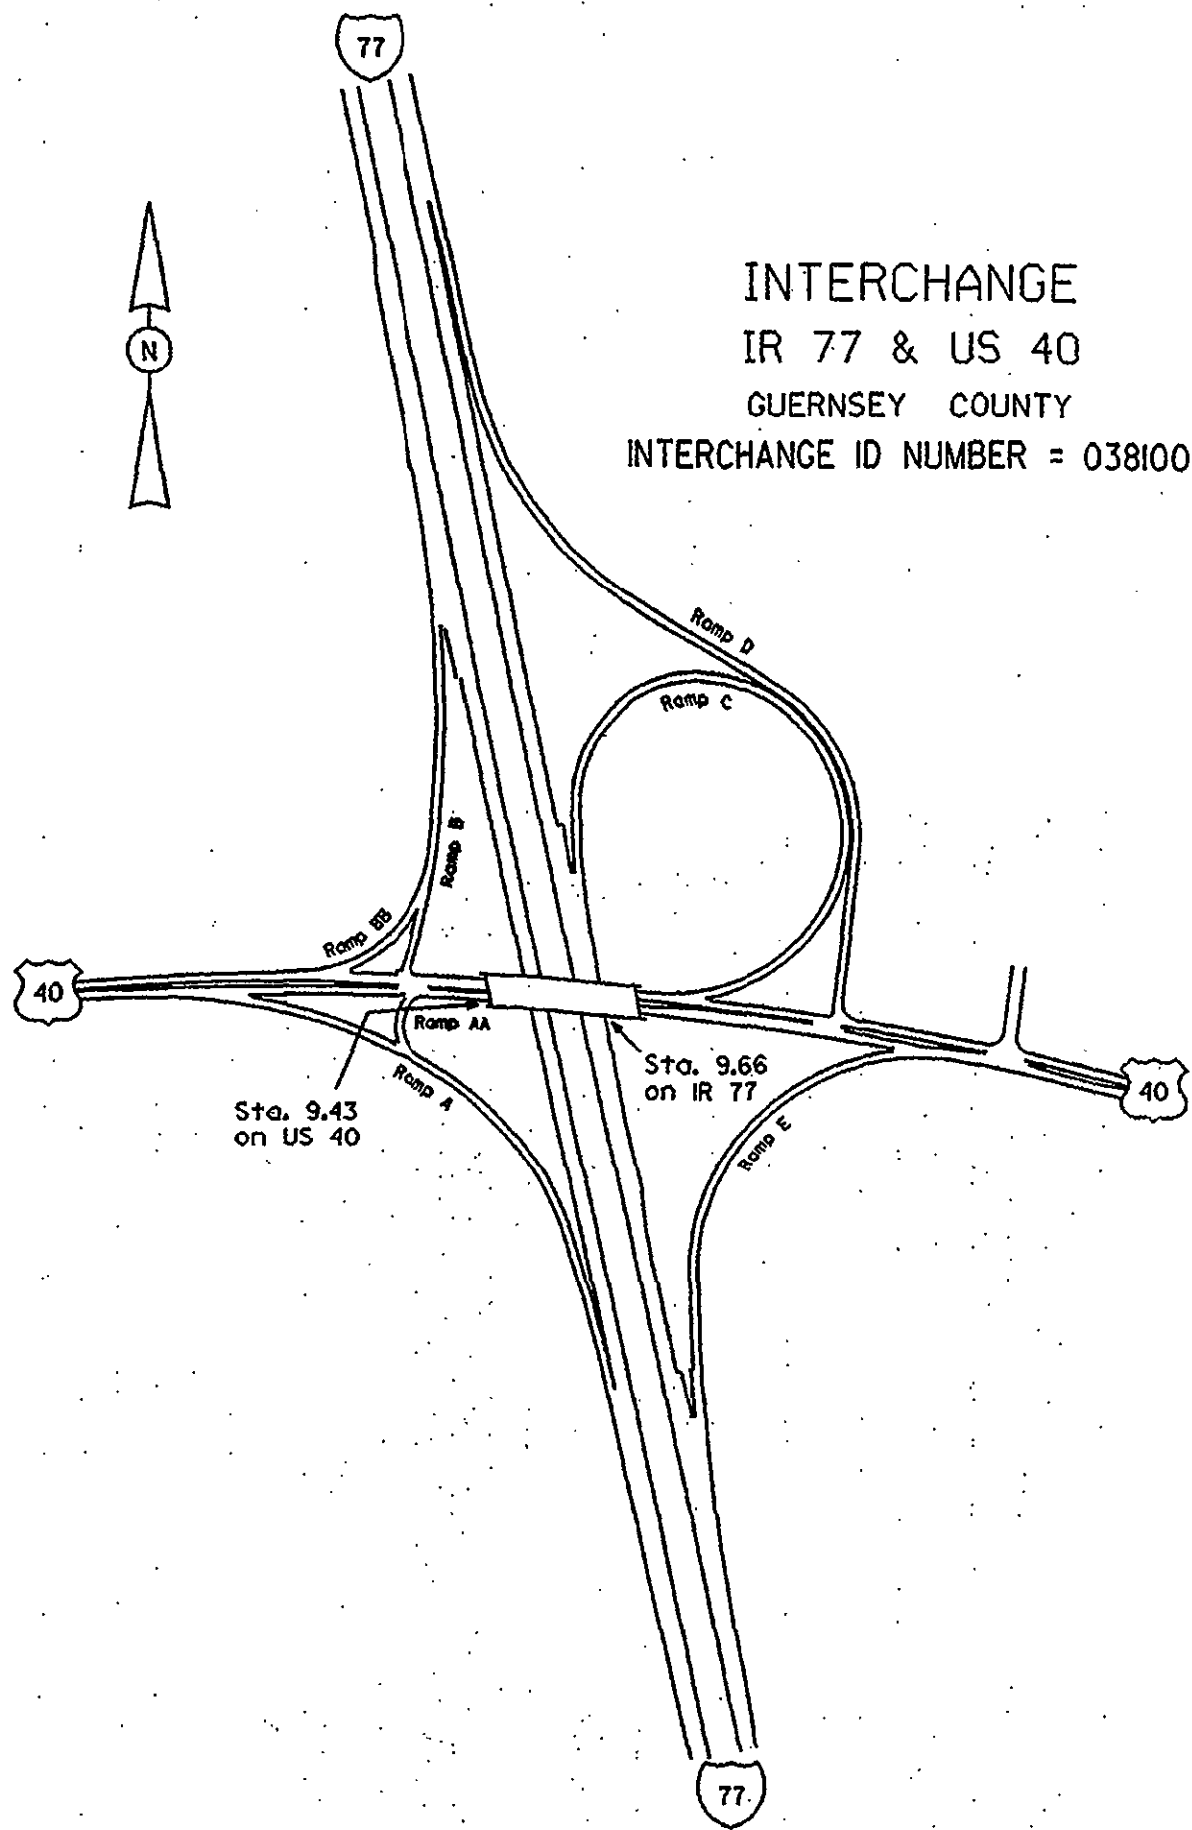 77
INTERCHANGE
IR 77 & US 40
GUERNSEY COUNTY
INTERCHANGE ID NUMBER = 038100
N
Ramp D
Ramp C
Ramp B
Ramp BB
40
Ramp AA
Ramp A
Sta. 9.66
on IR 77
40
Sta. 9.43
on US 40
Ramp E
77